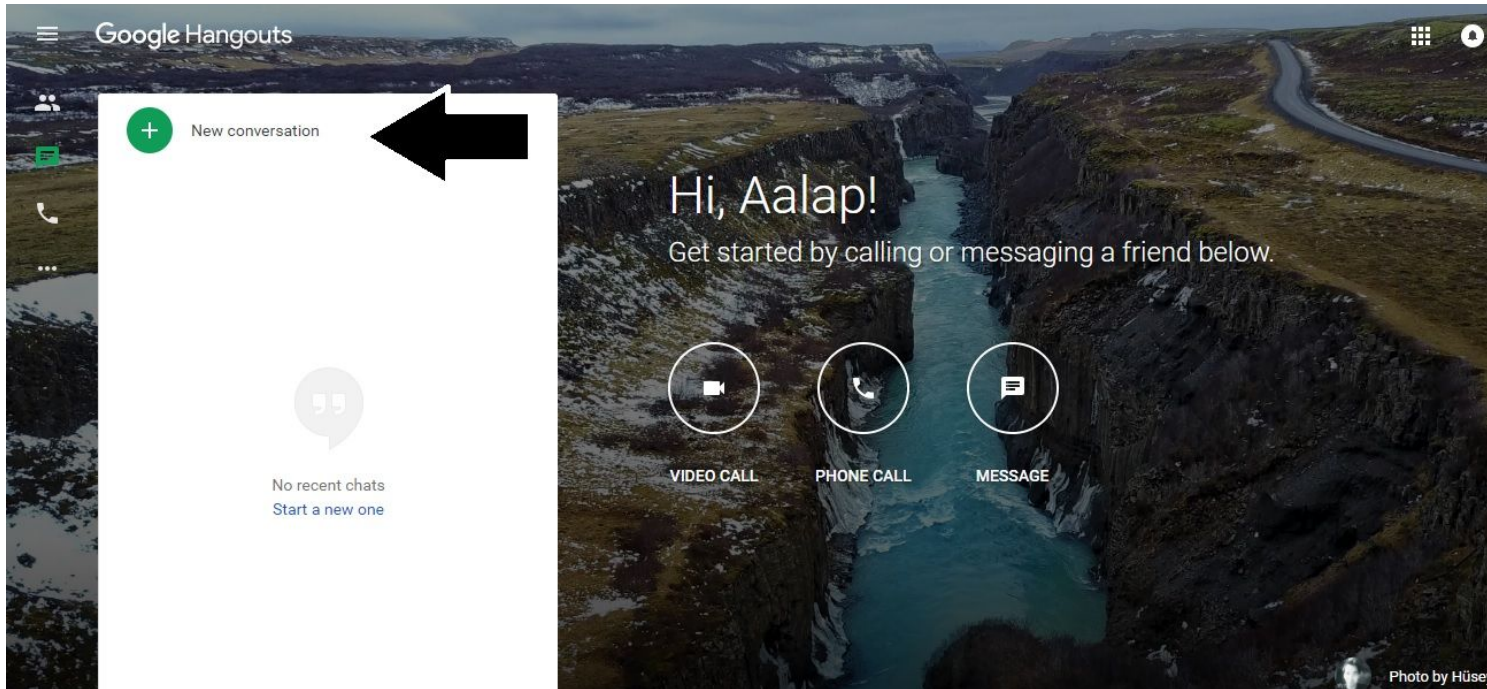 Google Hangouts
New conversation
Hi, Aalap!
Get started by calling or messaging a friend below.
VIDEO CALL
PHONE CALL
MESSAGE
No recent chats
Start a new one
Photo by Hüse